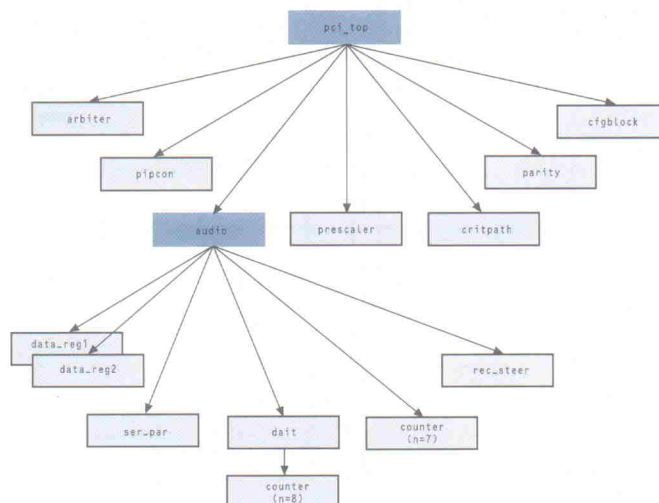 pci_top
arbiter
cfgblock
pipcon
parity
audio
prescaler
critpath
data_reg1
data_reg2
rec_steer
ser_par
dait
counter
(n=7)
counter
(n=8)